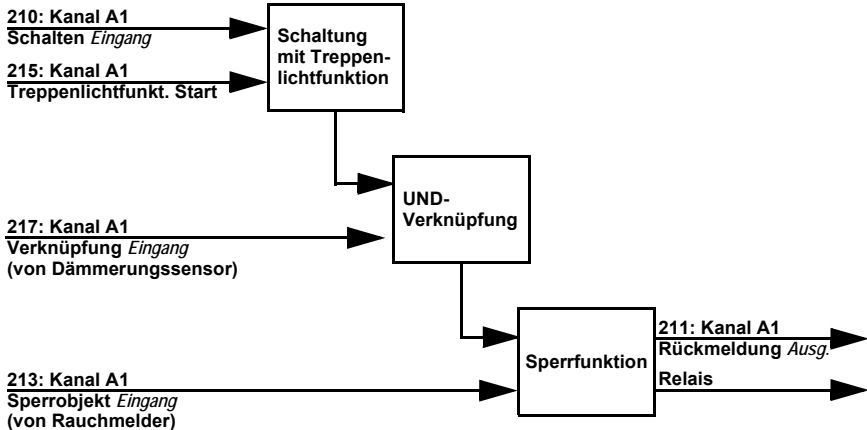 210: Kanal A1
Schalten Eingang
215: Kanal A1
Treppenlichtfunkt. Start
Schaltung
mit Treppen-
lichtfunktion
217: Kanal A1
Verknüpfung Eingang
(von Dämmerungssensor)
UND-
Verknüpfung
213: Kanal A1
Sperrobjekt Eingang
(von Rauchmelder)
Sperrfunktion
211: Kanal A1
Rückmeldung Ausg.
Relais